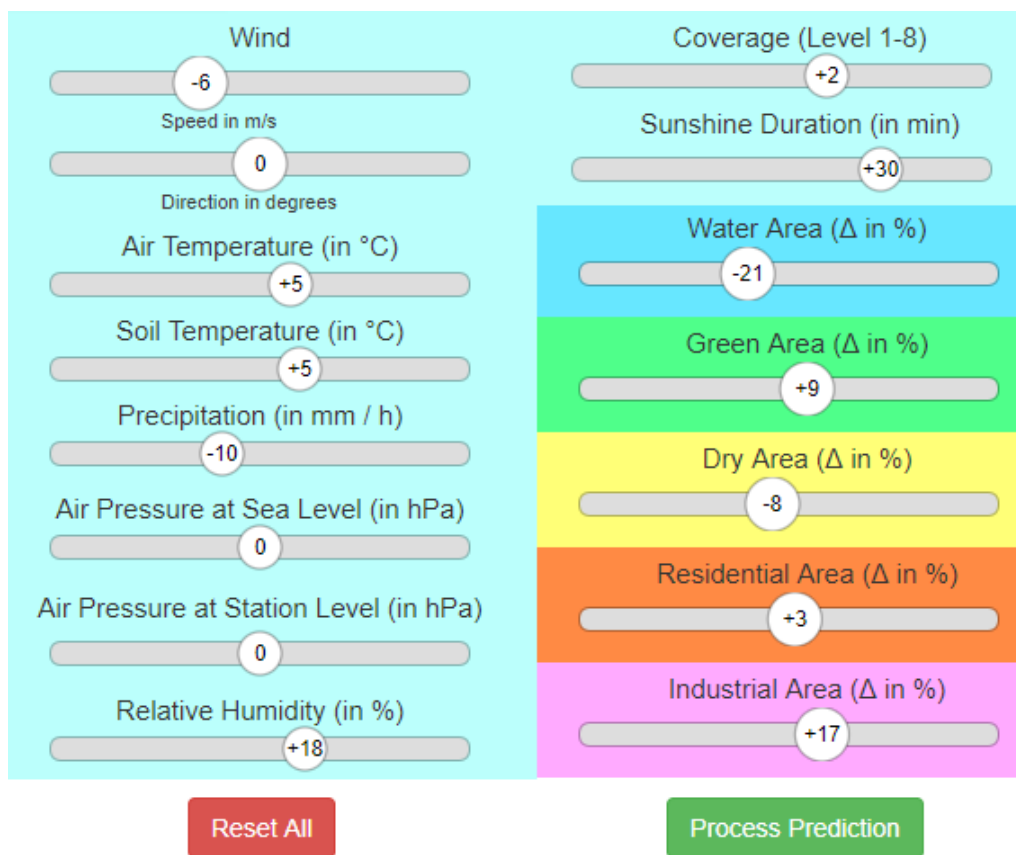 Wind
-6
Speed in m/s
0
Direction in degrees
Air Temperature (in °C)
+5
Soil Temperature (in °C)
+5
Precipitation (in mm / h)
-10
Air Pressure at Sea Level (in hPa)
0
Air Pressure at Station Level (in hPa)
0
Relative Humidity (in %)
+18
Coverage (Level 1-8)
+2
Sunshine Duration (in min)
+30
Water Area (Δ in %)
-21
Green Area (Δ in %)
+9
Dry Area (Δ in %)
-8
Residential Area (Δ in %)
+3
Industrial Area (Δ in %)
+17
Reset All
Process Prediction